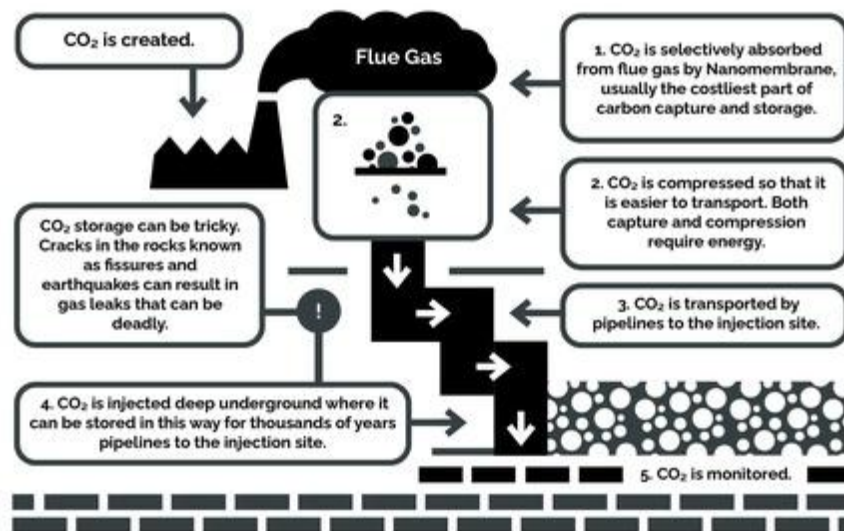 CO₂ is created.
Flue Gas
1. CO₂ is selectively absorbed
from flue gas by Nanomembrane,
usually the costliest part of
carbon capture and storage.
2.
2. CO₂ is compressed so that it
is easier to transport. Both
capture and compression
require energy.
CO₂ storage can be tricky.
Cracks in the rocks known
as fissures and
earthquakes can result in
gas leaks that can be
deadly.
!
3. CO₂ is transported by
pipelines to the injection site.
4. CO₂ is injected deep underground where it
can be stored in this way for thousands of years
pipelines to the injection site.
5. CO₂ is monitored.